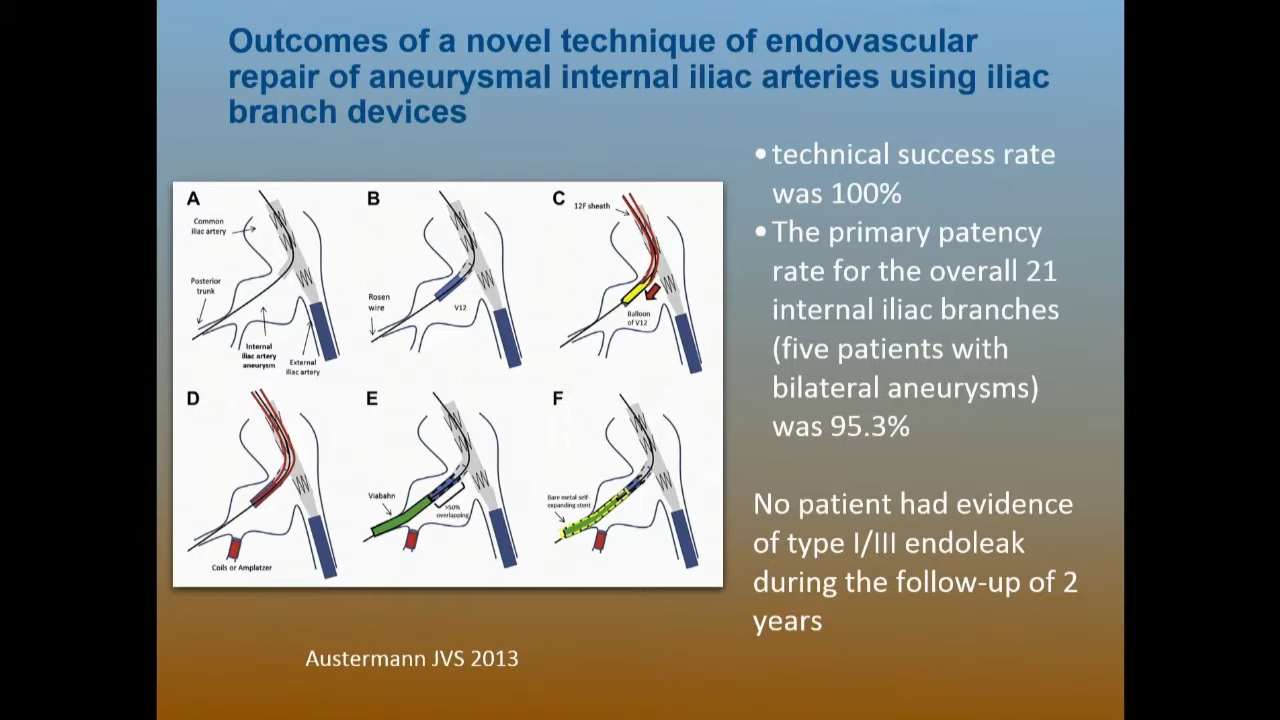 Outcomes of a novel technique of endovascular
repair of aneurysmal internal iliac arteries using iliac
branch devices
A
Common
iliac artery
Posterior
trunk
Internal
iliac artery
aneurysm
External
iliac artery
B
Rosen
wire
V12
C
12F sheath
Balloon
of V12
D
Coils or Amplatzer
E
Viabahn
>50%
overlapping
F
Bare metal self-
expanding stent
•technical success rate
was 100%
•The primary patency
rate for the overall 21
internal iliac branches
(five patients with
bilateral aneurysms)
was 95.3%
No patient had evidence
of type I/III endoleak
during the follow-up of 2
years
Austermann JVS 2013